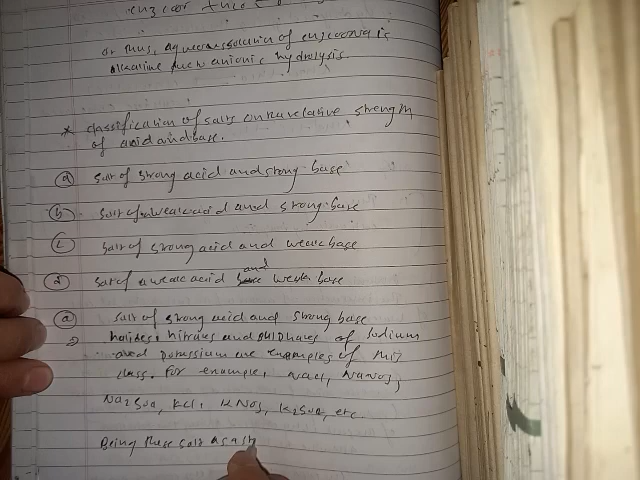 or thus, aqueous solution of CH3COONa is
alkaline due anionic hydrolysis
* classification of salts on the relative strength
of acid and base.
(a) salt of strong acid and strong base
(b) salt of weak acid and strong base
(c) salt of strong acid and weak base
(d) salt of a weak acid and weak base
(a) salt of strong acid and strong base
⇒ halides, nitrates and sulphates of sodium
and potassium are examples of this
class. For example, NaCl, NaNO3,
Na2SO4, KCl, KNO3, K2SO4, etc.
Being these salt